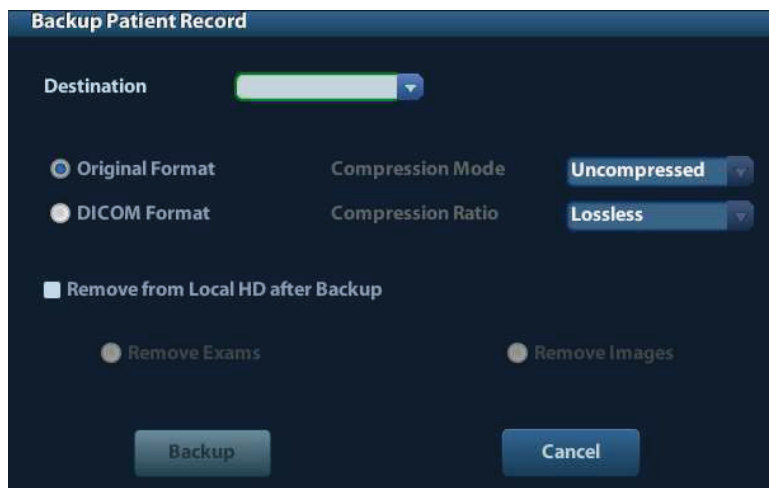 Backup Patient Record
Destination
Original Format Compression Mode Uncompressed
DICOM Format Compression Ratio Lossless
Remove from Local HD after Backup
Remove Exams Remove Images
Backup Cancel